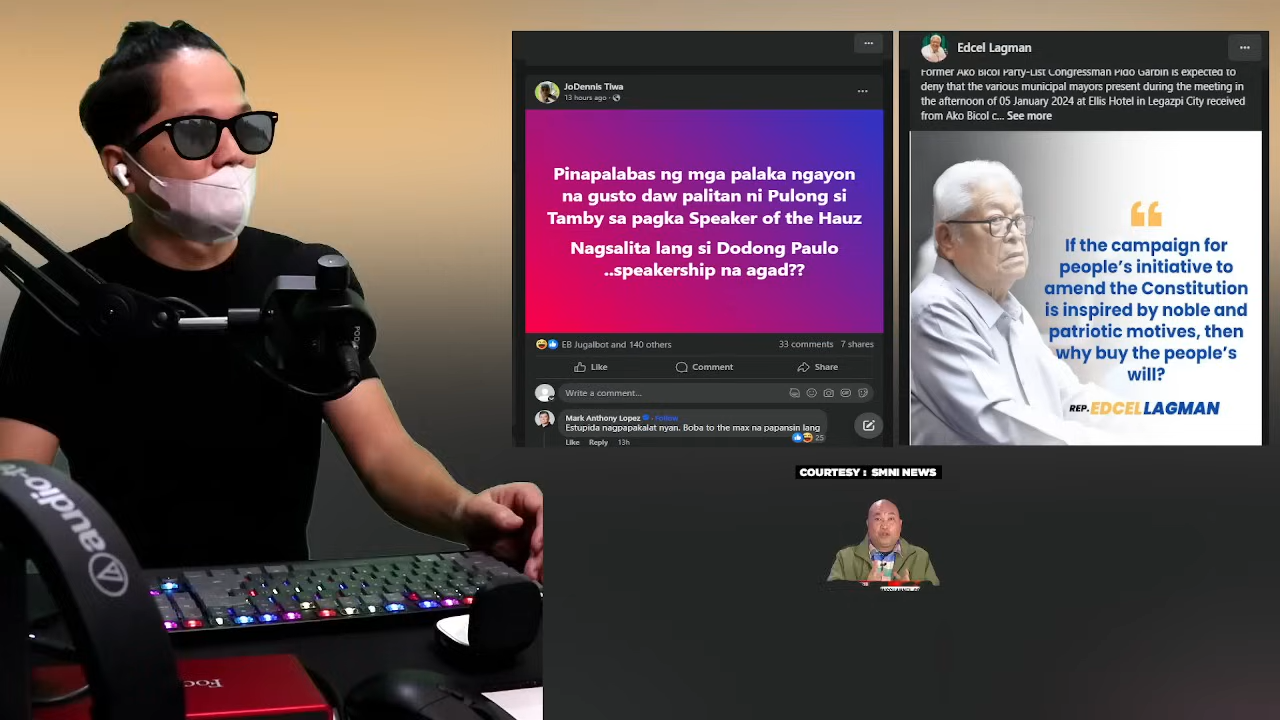 JoDennis Tiwa
13 hours ago
Pinapalabas ng mga palaka ngayon
na gusto daw palitan ni Pulong si
Tamby sa pagka Speaker of the Hauz
Nagsalita lang si Dodong Paulo
..speakership na agad??
EB Jugalbot and 140 others
33 comments 7 shares
Like Comment Share
Write a comment...
Mark Anthony Lopez · Follow
Estupida nagpapakalat nyan. Boba to the max na papansin lang
25
Like Reply 13h
Edcel Lagman
Former Ako Bicol Party-List Congressman Pido Garbin is expected to
deny that the various municipal mayors present during the meeting in
the afternoon of 05 January 2024 at Ellis Hotel in Legazpi City received
from Ako Bicol c... See more
If the campaign for
people's initiative to
amend the Constitution
is inspired by noble and
patriotic motives, then
why buy the people's
will?
REP. EDCEL LAGMAN
COURTESY : SMNI NEWS
audio-te
Foc